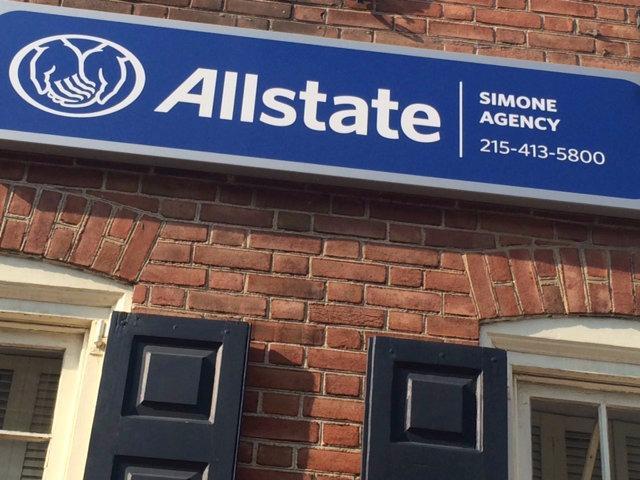 Allstate
SIMONE
AGENCY
215-413-5800